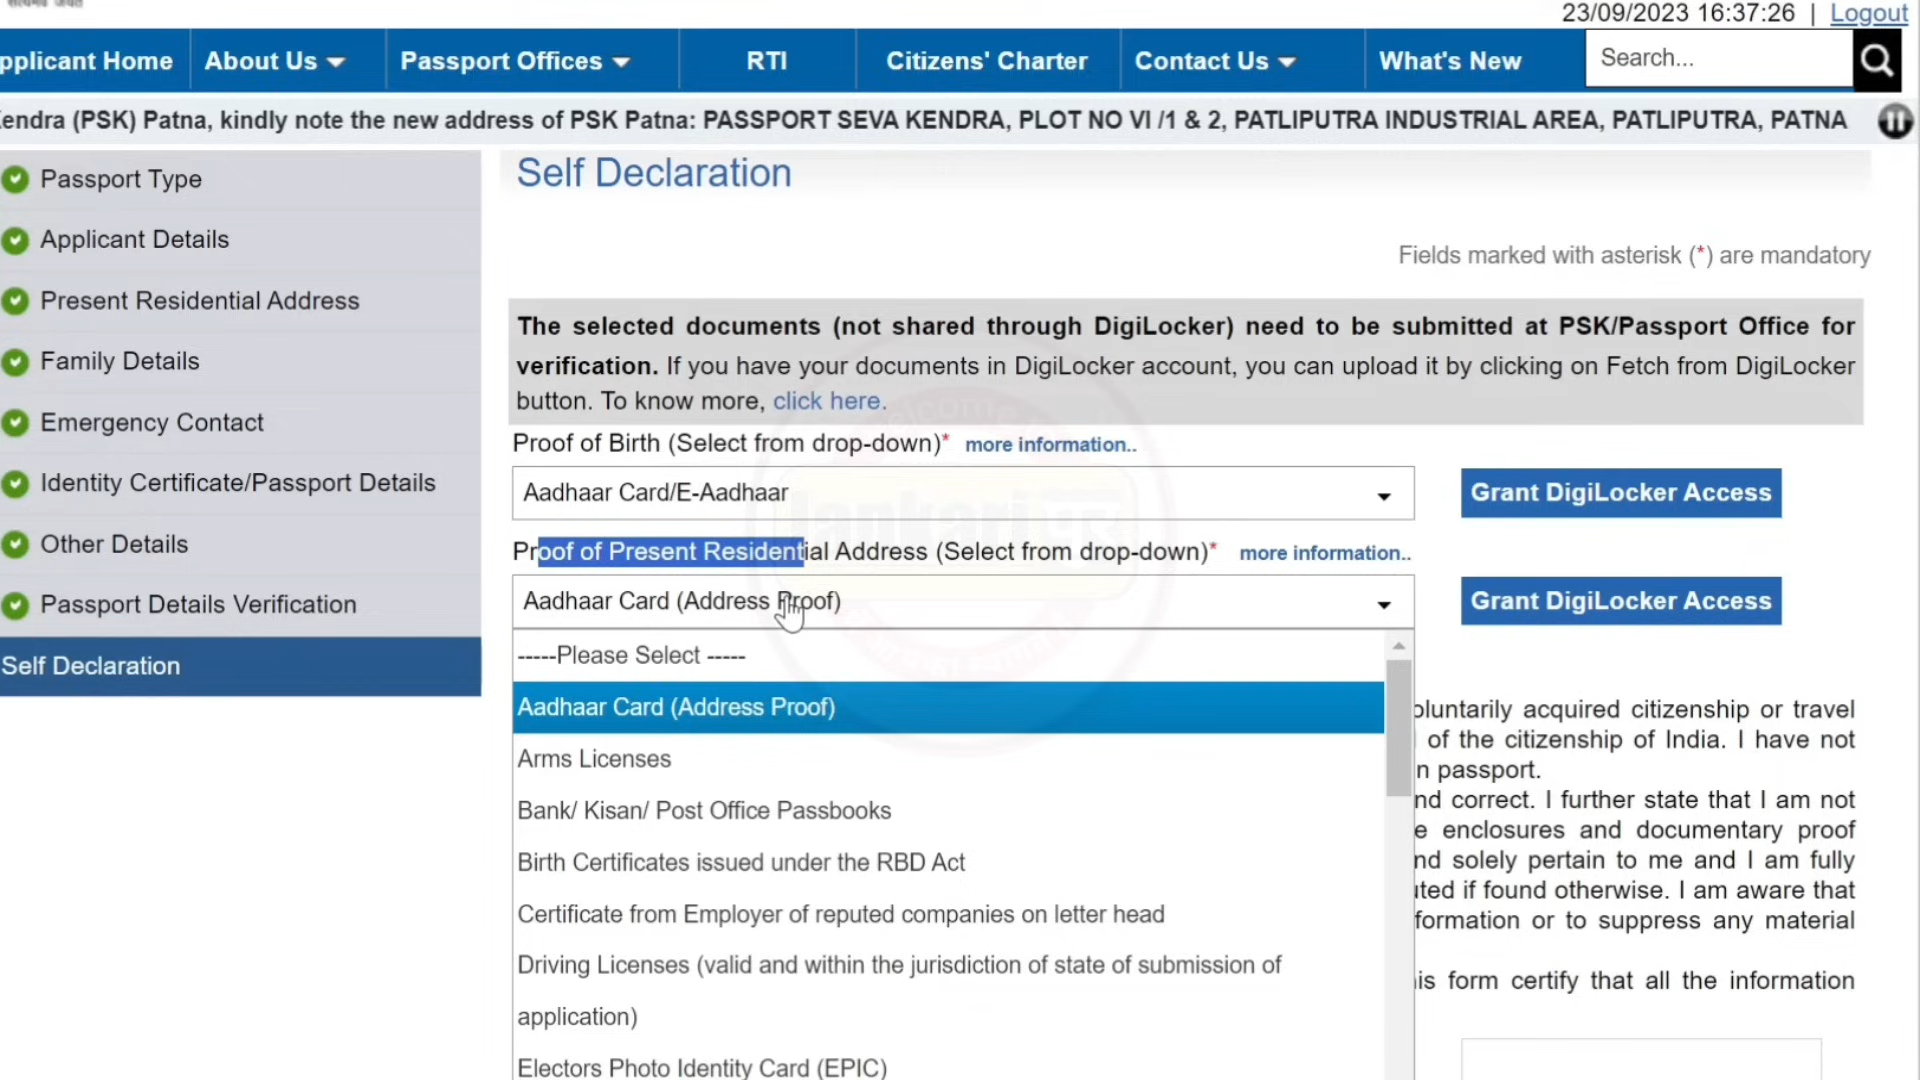 सत्यमेव जयते
23/09/2023 16:37:26 | Logout
pplicant Home About Us Passport Offices RTI Citizens' Charter Contact Us What's New Search...
Kendra (PSK) Patna, kindly note the new address of PSK Patna: PASSPORT SEVA KENDRA, PLOT NO VI /1 & 2, PATLIPUTRA INDUSTRIAL AREA, PATLIPUTRA, PATNA
Passport Type
Applicant Details
Present Residential Address
Family Details
Emergency Contact
Identity Certificate/Passport Details
Other Details
Passport Details Verification
Self Declaration
Self Declaration
Fields marked with asterisk (*) are mandatory
The selected documents (not shared through DigiLocker) need to be submitted at PSK/Passport Office for
verification. If you have your documents in DigiLocker account, you can upload it by clicking on Fetch from DigiLocker
button. To know more, click here.
Proof of Birth (Select from drop-down)* more information..
Aadhaar Card/E-Aadhaar
Grant DigiLocker Access
Proof of Present Residential Address (Select from drop-down)* more information..
Aadhaar Card (Address Proof)
Grant DigiLocker Access
-----Please Select -----
Aadhaar Card (Address Proof)
Arms Licenses
Bank/ Kisan/ Post Office Passbooks
Birth Certificates issued under the RBD Act
Certificate from Employer of reputed companies on letter head
Driving Licenses (valid and within the jurisdiction of state of submission of
application)
Electors Photo Identity Card (EPIC)
oluntarily acquired citizenship or travel
of the citizenship of India. I have not
n passport.
nd correct. I further state that I am not
e enclosures and documentary proof
nd solely pertain to me and I am fully
uted if found otherwise. I am aware that
formation or to suppress any material
is form certify that all the information